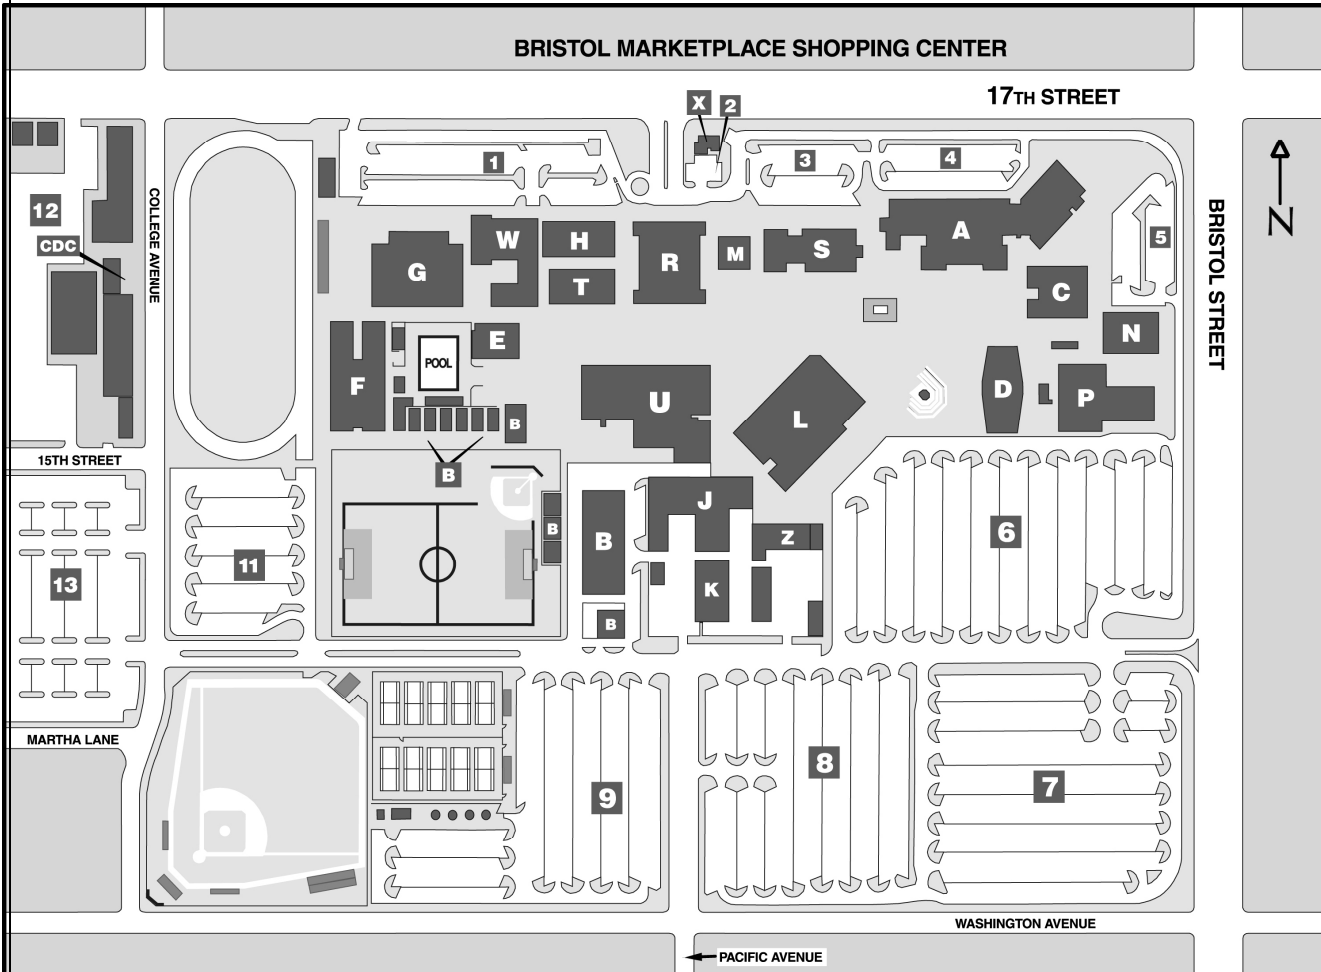 BRISTOL MARKETPLACE SHOPPING CENTER
17TH STREET
X
2
1
3
4
12
CDC
COLLEGE AVENUE
W
H
R
M
S
A
5
BRISTOL STREET
N
G
T
C
N
E
POOL
F
U
L
D
P
B
15TH STREET
B
J
6
B
B
Z
11
13
K
B
MARTHA LANE
9
8
7
WASHINGTON AVENUE
PACIFIC AVENUE